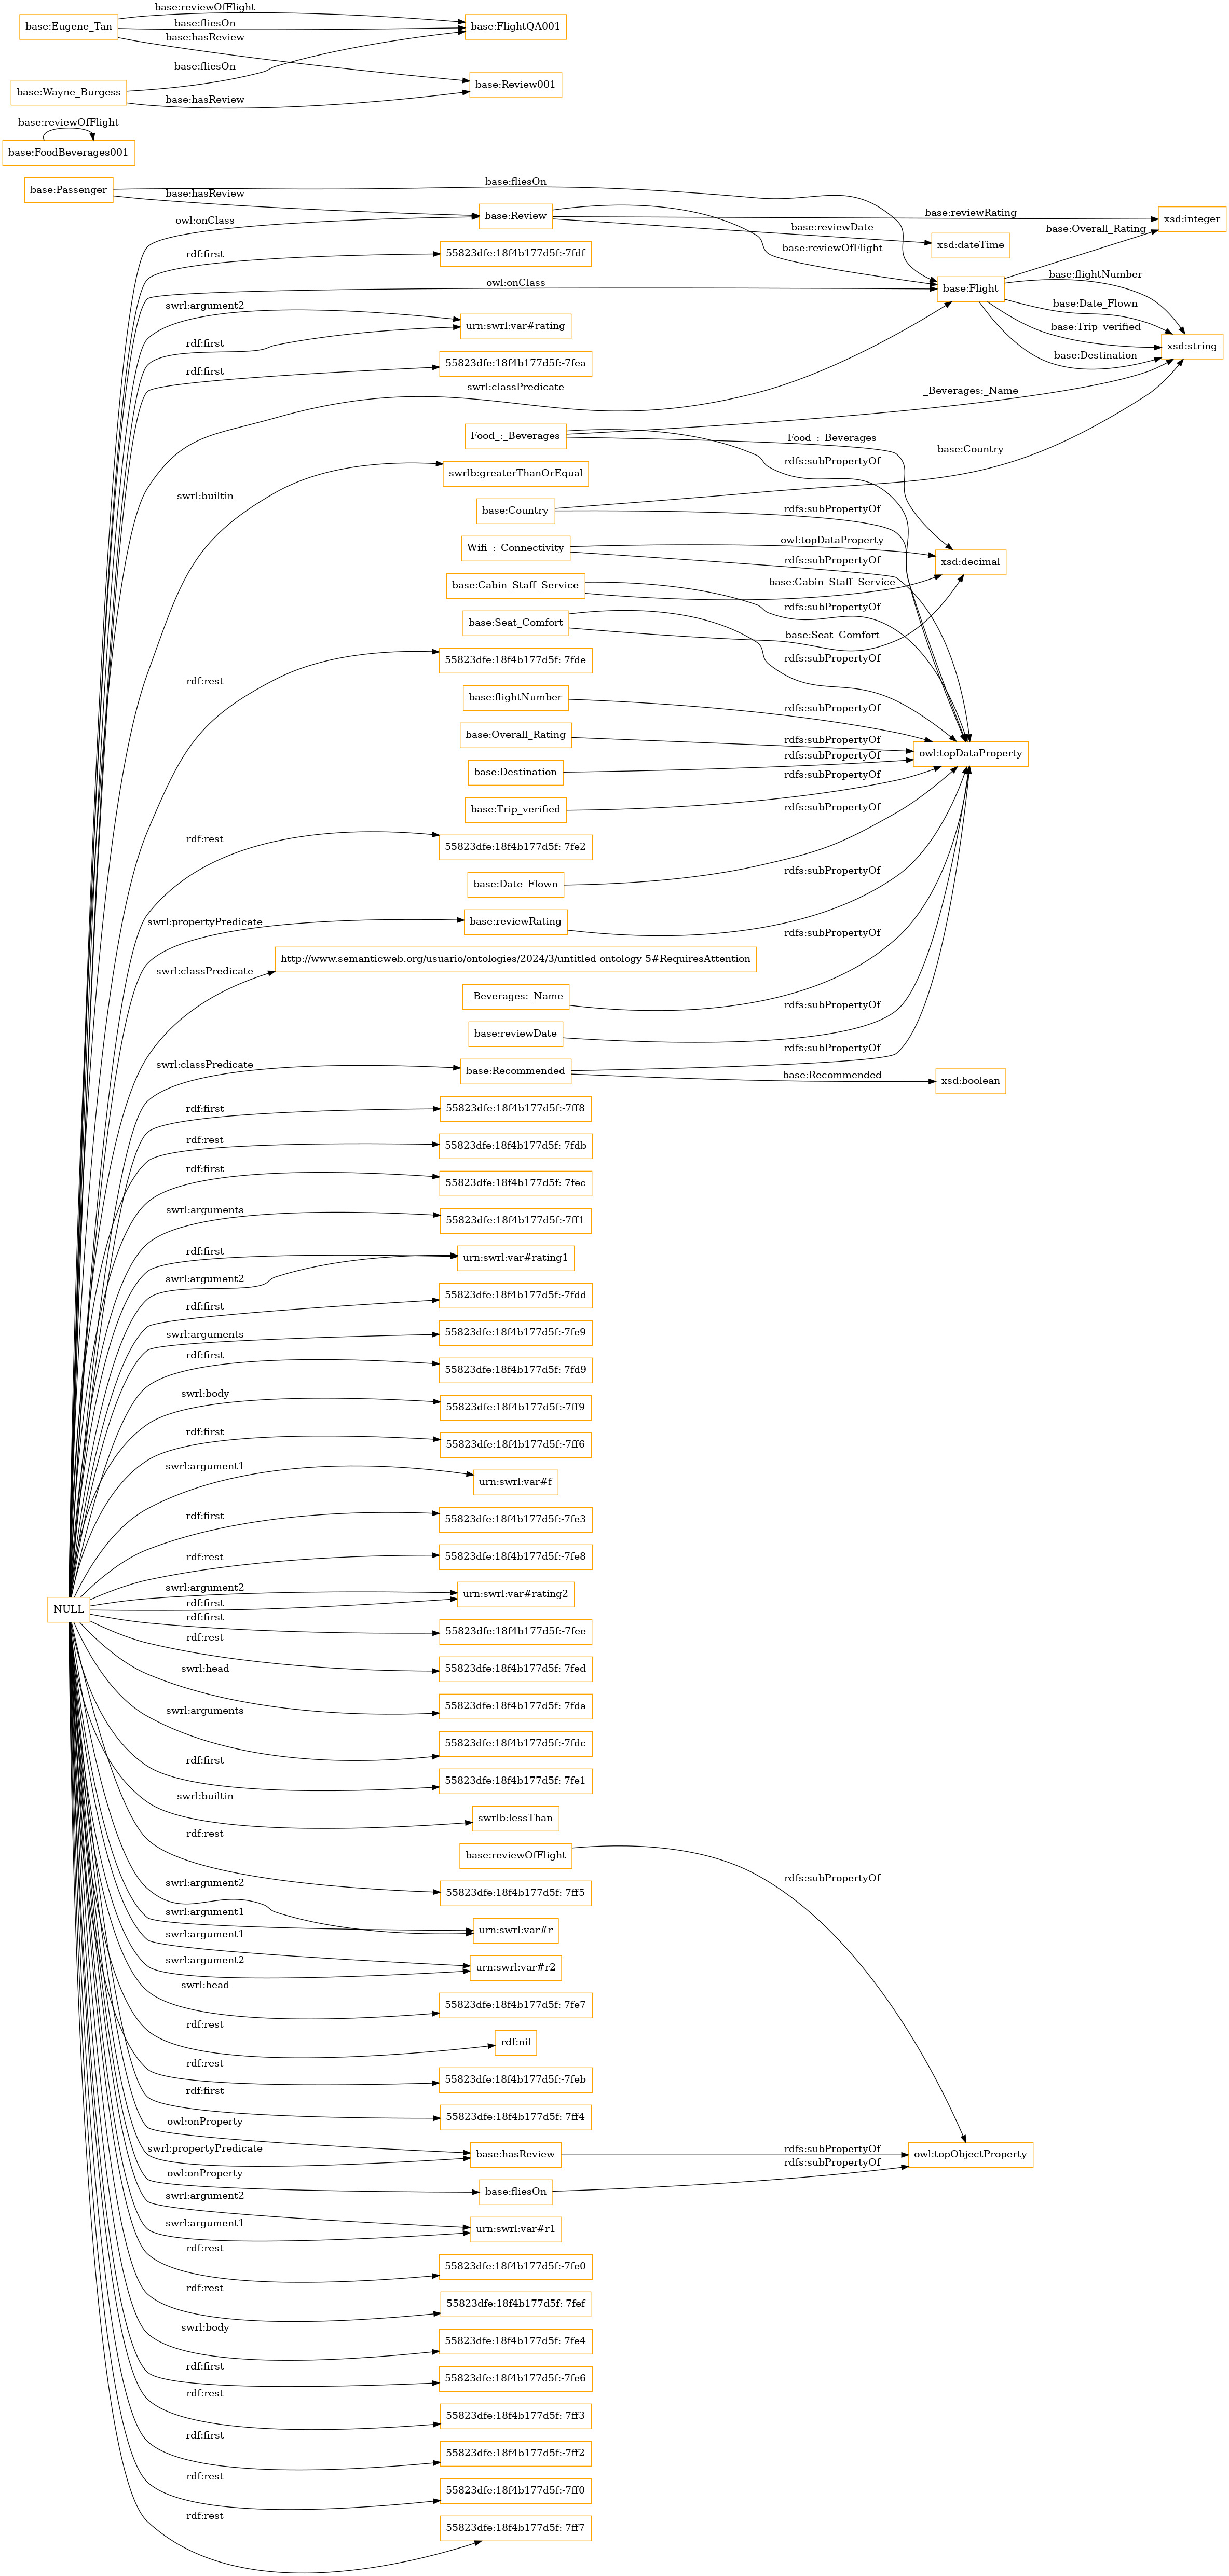 base:reviewOfFlight
base:Eugene_Tan
base:fliesOn
base:FlightQA001
base:hasReview
base:fliesOn
base:Review001
base:Wayne_Burgess
base:hasReview
base:reviewOfFlight
base:FoodBeverages001
base:Passenger
base:fliesOn
base:hasReview
owl:onClass
base:Review
base:reviewRating
xsd:integer
base:reviewDate
base:Overall_Rating
xsd:dateTime
base:reviewOfFlight
rdf:first
55823dfe:18f4b177d5f:-7fdf
owl:onClass
base:Flight
base:flightNumber
base:Date_Flown
base:Trip_verified
xsd:string
base:Destination
swrl:argument2
urn:swrl:var#rating
rdf:first
rdf:first
55823dfe:18f4b177d5f:-7fea
swrl:classPredicate
_Beverages:_Name
Food_:_Beverages
Food_:_Beverages
rdfs:subPropertyOf
base:Country
swrl:builtin
swrlb:greaterThanOrEqual
base:Country
rdfs:subPropertyOf
Wifi_:_Connectivity
owl:topDataProperty
rdfs:subPropertyOf
xsd:decimal
base:Cabin_Staff_Service
base:Cabin_Staff_Service
rdfs:subPropertyOf
base:Seat_Comfort
base:Seat_Comfort
rdfs:subPropertyOf
rdf:rest
55823dfe:18f4b177d5f:-7fde
base:flightNumber
rdfs:subPropertyOf
base:Overall_Rating
rdfs:subPropertyOf
owl:topDataProperty
base:Destination
rdfs:subPropertyOf
base:Trip_verified
rdfs:subPropertyOf
rdf:rest
55823dfe:18f4b177d5f:-7fe2
rdfs:subPropertyOf
base:Date_Flown
rdfs:subPropertyOf
swrl:propertyPredicate
base:reviewRating
rdfs:subPropertyOf
swrl:classPredicate
http://www.semanticweb.org/usuario/ontologies/2024/3/untitled-ontology-5#RequiresAttention
_Beverages:_Name
rdfs:subPropertyOf
base:reviewDate
rdfs:subPropertyOf
swrl:classPredicate
base:Recommended
base:Recommended
xsd:boolean
rdf:first
55823dfe:18f4b177d5f:-7ff8
rdf:rest
55823dfe:18f4b177d5f:-7fdb
rdf:first
55823dfe:18f4b177d5f:-7fec
swrl:arguments
55823dfe:18f4b177d5f:-7ff1
rdf:first
urn:swrl:var#rating1
swrl:argument2
rdf:first
55823dfe:18f4b177d5f:-7fdd
swrl:arguments
55823dfe:18f4b177d5f:-7fe9
rdf:first
55823dfe:18f4b177d5f:-7fd9
swrl:body
55823dfe:18f4b177d5f:-7ff9
rdf:first
55823dfe:18f4b177d5f:-7ff6
swrl:argument1
urn:swrl:var#f
rdf:first
55823dfe:18f4b177d5f:-7fe3
rdf:rest
55823dfe:18f4b177d5f:-7fe8
NULL
swrl:argument2
urn:swrl:var#rating2
rdf:first
rdf:first
55823dfe:18f4b177d5f:-7fee
rdf:rest
55823dfe:18f4b177d5f:-7fed
swrl:head
55823dfe:18f4b177d5f:-7fda
swrl:arguments
55823dfe:18f4b177d5f:-7fdc
rdf:first
55823dfe:18f4b177d5f:-7fe1
swrl:builtin
swrlb:lessThan
rdf:rest
base:reviewOfFlight
rdfs:subPropertyOf
55823dfe:18f4b177d5f:-7ff5
swrl:argument2
swrl:argument1
urn:swrl:var#r
swrl:argument1
swrl:argument2
urn:swrl:var#r2
swrl:head
55823dfe:18f4b177d5f:-7fe7
rdf:rest
rdf:nil
rdf:rest
55823dfe:18f4b177d5f:-7feb
rdf:first
55823dfe:18f4b177d5f:-7ff4
owl:onProperty
swrl:propertyPredicate
base:hasReview
rdfs:subPropertyOf
owl:topObjectProperty
rdfs:subPropertyOf
owl:onProperty
base:fliesOn
swrl:argument2
swrl:argument1
urn:swrl:var#r1
rdf:rest
55823dfe:18f4b177d5f:-7fe0
rdf:rest
55823dfe:18f4b177d5f:-7fef
swrl:body
55823dfe:18f4b177d5f:-7fe4
rdf:first
55823dfe:18f4b177d5f:-7fe6
rdf:rest
55823dfe:18f4b177d5f:-7ff3
rdf:first
55823dfe:18f4b177d5f:-7ff2
rdf:rest
55823dfe:18f4b177d5f:-7ff0
rdf:rest
55823dfe:18f4b177d5f:-7ff7